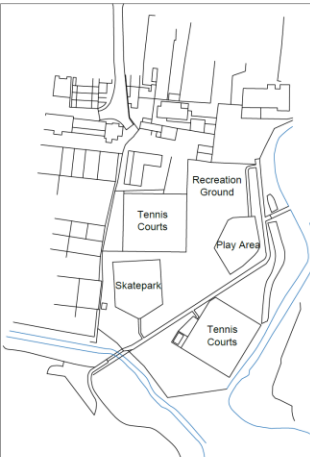 Recreation
Ground
Tennis
Courts
Play Area
Skatepark
Tennis
Courts